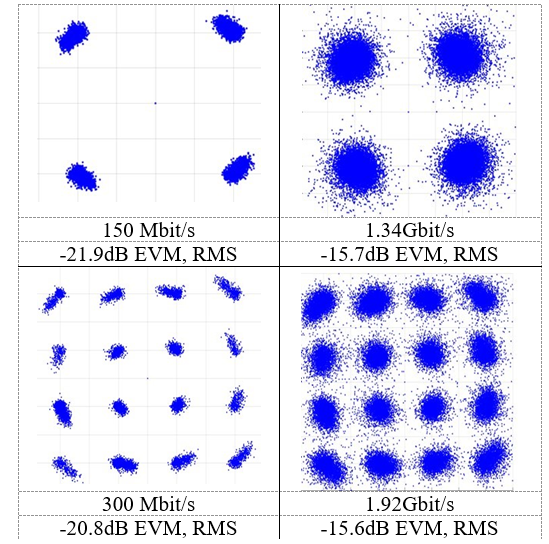 150 Mbit/s
1.34Gbit/s
-21.9dB EVM, RMS
-15.7dB EVM, RMS
300 Mbit/s
1.92Gbit/s
-20.8dB EVM, RMS
-15.6dB EVM, RMS